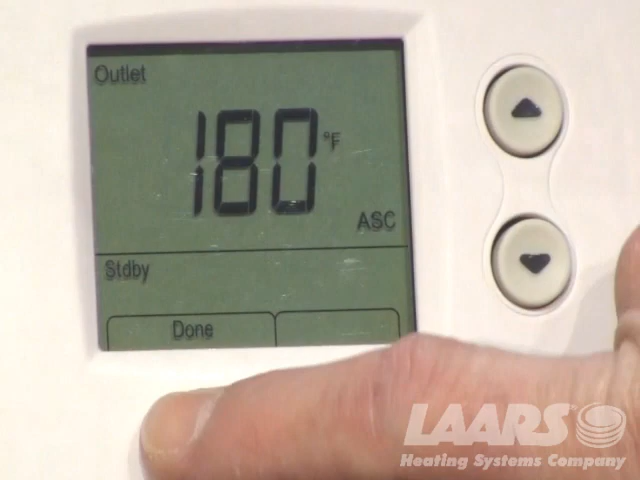 Outlet
180 °F
ASC
Stdby
Done
LAARS
Heating Systems Company